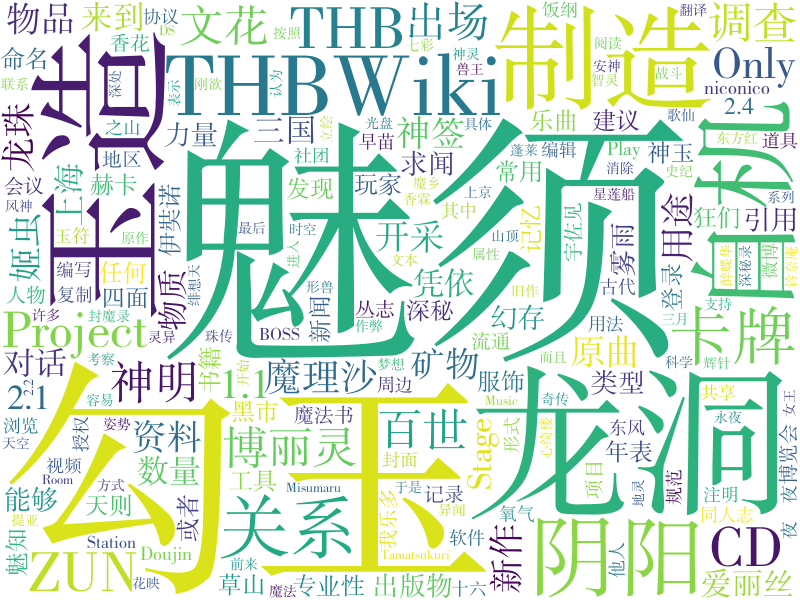 物品
来到
文花
THB
出场
制造
调查
协议
DS
按照
七彩
饭纲
翻译
命名
香花
神灵
兽王
阅读
Only
联系
深处
表示
刚欲
认为
THBWiki
安神
智灵
战斗
niconico
2.4
歌仙
龙珠
之山
力量
三国
光盘
立绘
具体
神签
乐曲
建议
机
东方红
道具
造
地区
社团
早苗
求闻
蓬莱
编辑
Play
神玉
消除
史纪
会议
上海
赫卡
发现
玩家
魔乡
常用
狂们
引用
系列
风神
玉符
原作
伊奘诺
魅须
其中
上京
香霖
星莲船
自
玉
姬虫
编写
任何
最后
时空
开采
记忆
宇佐见
用途
登录
微博
深秘录
醉蝶华
人物
复制
四面
物质
绯想天
进入
山顶
属性
凭依
雾雨
古代
支持
许多
封魔录
新闻
形兽
文本
旧作
丛志
深秘
幻存
三月
卡牌
Project
灵异
珠传
BOSS
作弊
流通
用法
科学
对话
考察
书籍
开始
梦想
矿物
原曲
而且
辉针
神明
1.1
魔理沙
周边
服饰
类型
共享
2.1
2.2
容易
黑市
魔法书
百世
Music
奇传
永夜
女王
浏览
授权
姿势
资料
博丽灵
Stage
形式
心绮楼
东风
年表
夜博览会
天空
视频
数量
工具
封面
项目
规范
注明
能够
Room
方式
天则
或者
关系
Misumaru
于是
记录
异闻
地灵
同人志
夜
勾玉
龙洞
魅知
提亚
Station
Doujin
找乐多
软件
氧气
他人
CD
ZUN
前来
Tamatsukuri
新作
阴阳
花映
魔法
草山
专业性
出版物
十六
爱丽丝